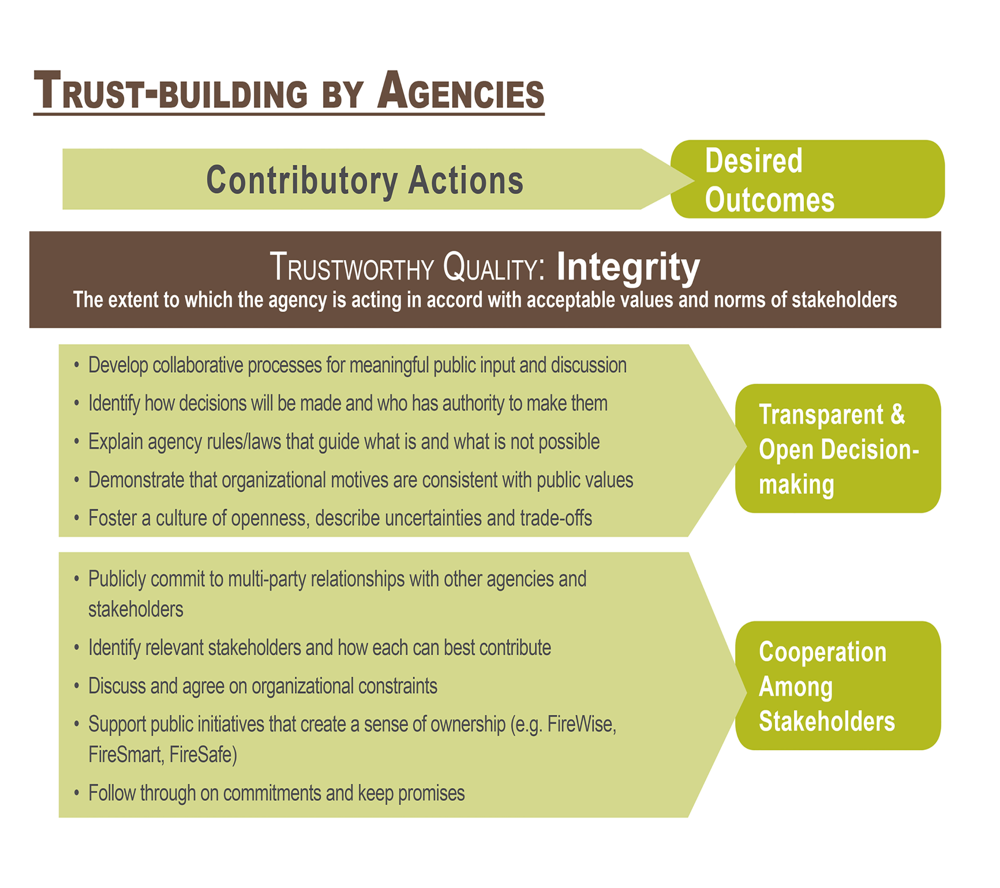 TRUST-BUILDING BY AGENCIES
Contributory Actions
Desired
Outcomes
TRUSTWORTHY QUALITY: Integrity
The extent to which the agency is acting in accord with acceptable values and norms of stakeholders
• Develop collaborative processes for meaningful public input and discussion
• Identify how decisions will be made and who has authority to make them
• Explain agency rules/laws that guide what is and what is not possible
• Demonstrate that organizational motives are consistent with public values
• Foster a culture of openness, describe uncertainties and trade-offs
Transparent &
Open Decision-
making
• Publicly commit to multi-party relationships with other agencies and
stakeholders
• Identify relevant stakeholders and how each can best contribute
• Discuss and agree on organizational constraints
• Support public initiatives that create a sense of ownership (e.g. FireWise,
FireSmart, FireSafe)
• Follow through on commitments and keep promises
Cooperation
Among
Stakeholders